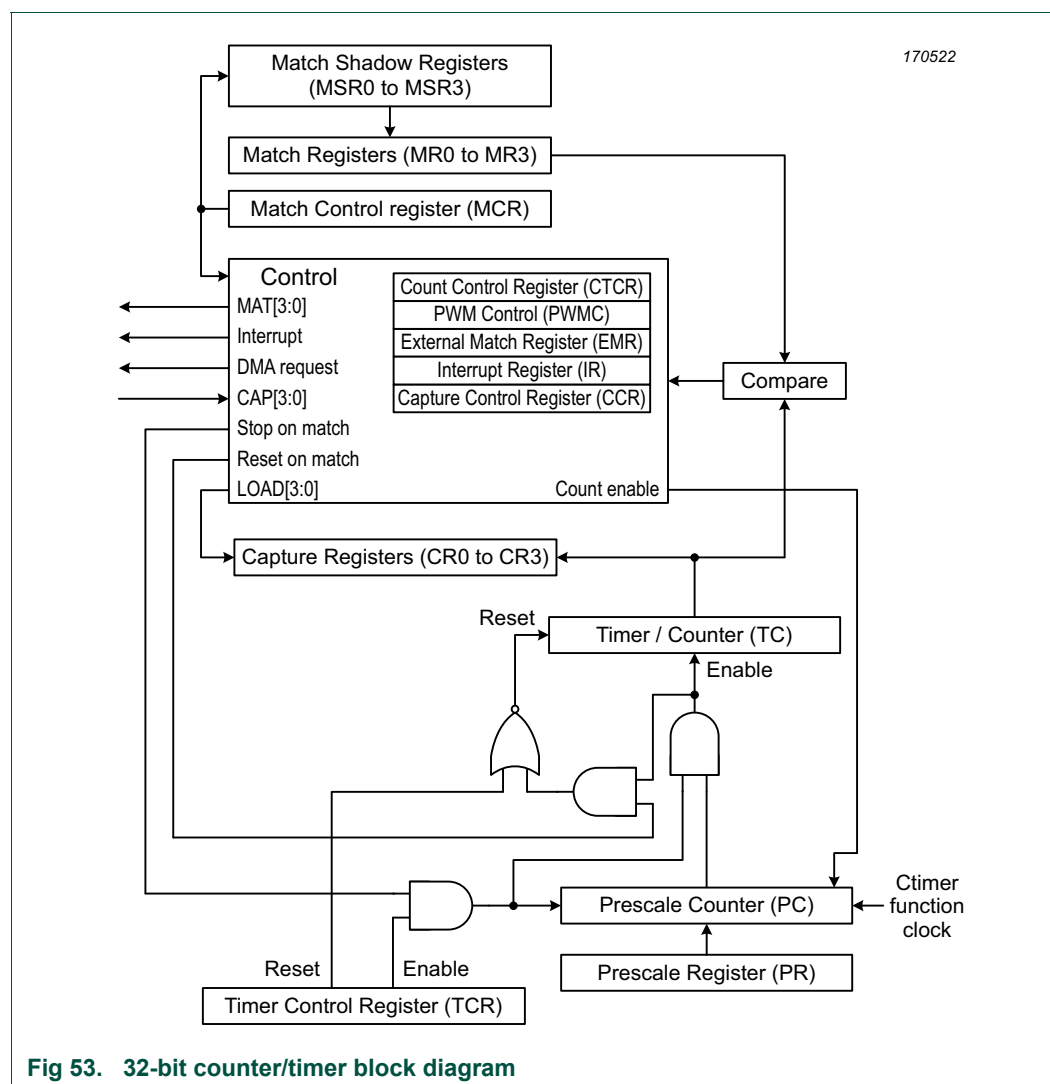 170522
Match Shadow Registers
(MSR0 to MSR3)
Match Registers (MR0 to MR3)
Match Control register (MCR)
Control
MAT[3:0]
Interrupt
DMA request
CAP[3:0]
Stop on match
Reset on match
LOAD[3:0]
Count Control Register (CTCR)
PWM Control (PWMC)
External Match Register (EMR)
Interrupt Register (IR)
Capture Control Register (CCR)
Count enable
Compare
Capture Registers (CR0 to CR3)
Reset
Timer / Counter (TC)
Enable
Prescale Counter (PC)
Ctimer
function
clock
Prescale Register (PR)
Reset
Enable
Timer Control Register (TCR)
Fig 53. 32-bit counter/timer block diagram